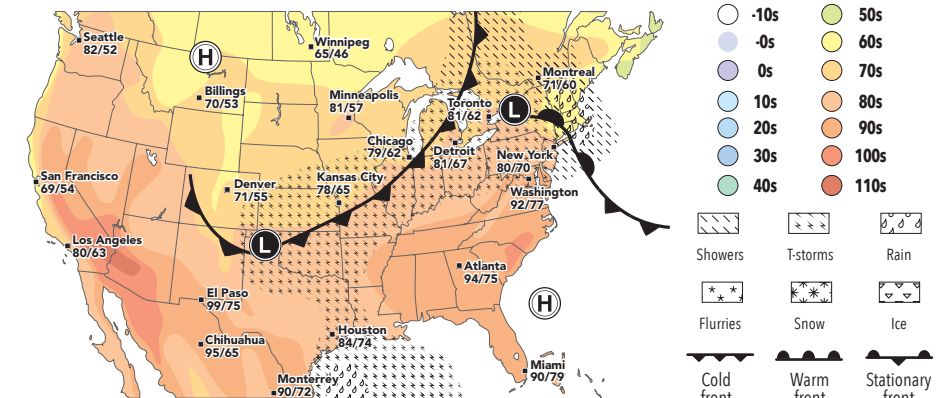 Seattle
82/52
H
Winnipeg
65/46
Billings
70/53
Minneapolis
81/57
Montreal
71/60
Toronto
81/62
L
Chicago
79/62
Detroit
81/67
New York
80/70
San Francisco
69/54
Denver
71/55
Kansas City
78/65
Washington
92/77
Los Angeles
80/63
L
Atlanta
94/75
El Paso
99/75
H
Chihuahua
95/65
Houston
84/74
Miami
90/79
Monterrey
90/72
-10s
50s
-0s
60s
0s
70s
10s
80s
20s
90s
30s
100s
40s
110s
Showers
T-storms
Rain
Flurries
Snow
Ice
Cold
front
Warm
front
Stationary
front